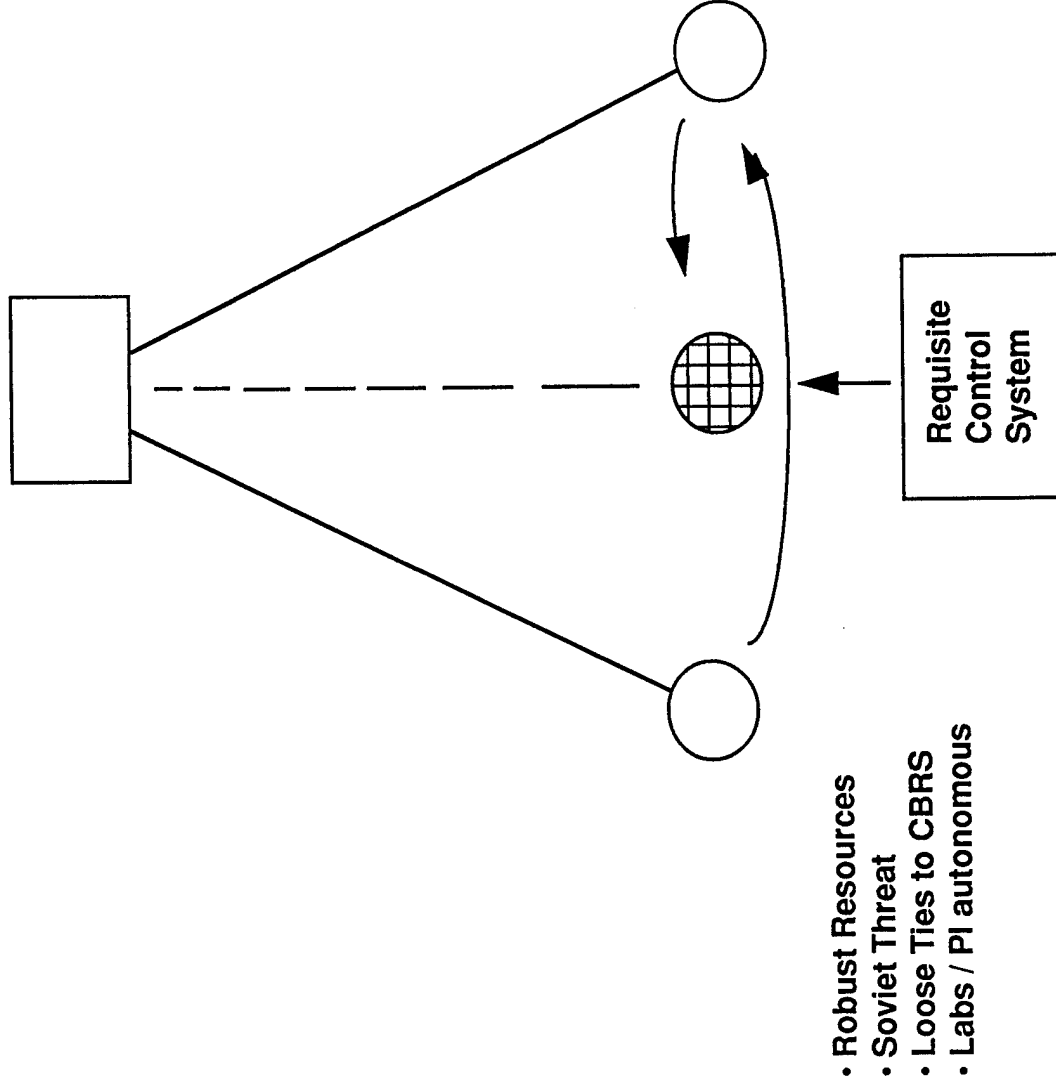 • Robust Resources
• Soviet Threat
• Loose Ties to CBRS
• Labs / PI autonomous
Requisite
Control
System